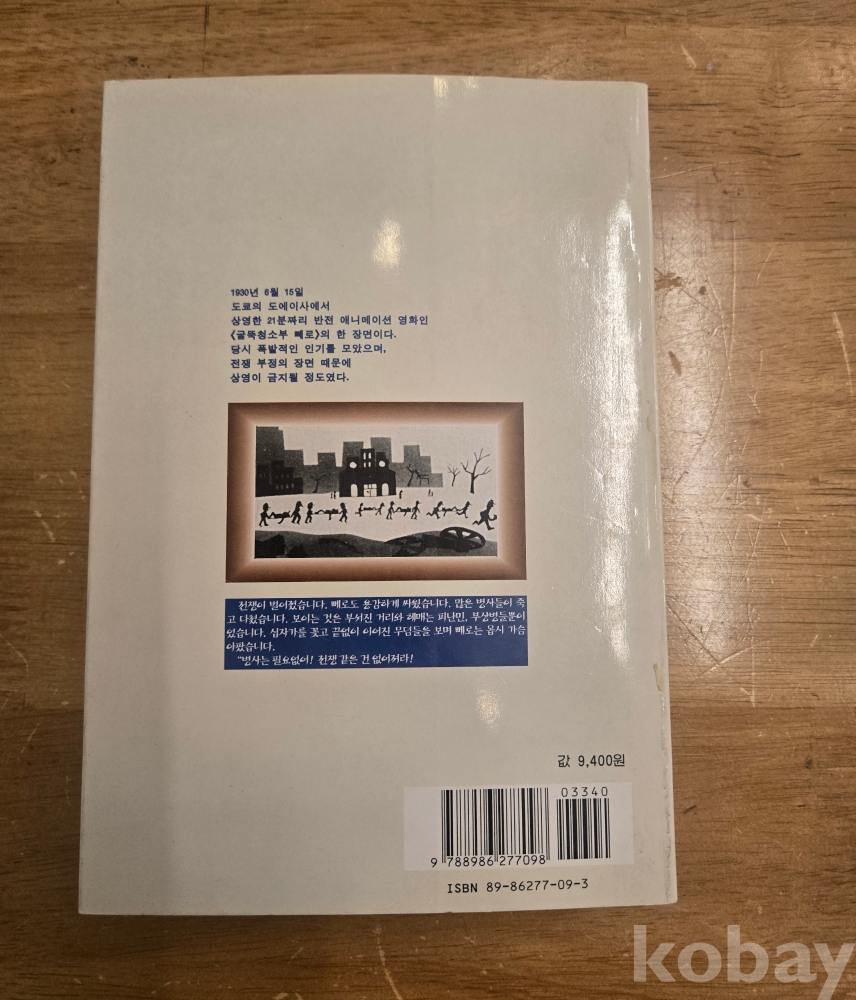 1930년 6월 15일
도쿄의 도에이사에서
상영한 21분짜리 반전 애니메이션 영화인
《굴뚝청소부 뻬로》의 한 장면이다.
당시 폭발적인 인기를 모았으며,
전쟁 부정의 장면 때문에
상영이 금지될 정도였다.
전쟁이 벌어졌습니다. 뻬로도 용감하게 싸웠습니다. 많은 병사들이 죽
고 다쳤습니다. 보이는 것은 부서진 거리와 헤매는 피난민, 부상병들뿐이
었습니다. 십자가를 꽂고 끝없이 이어진 무덤들을 보며 뻬로는 몹시 가슴
아팠습니다.
"병사는 필요없어! 전쟁 같은 건 없어져라!
값 9,400원
03340
9 788986 277098
ISBN 89-86277-09-3
kobay